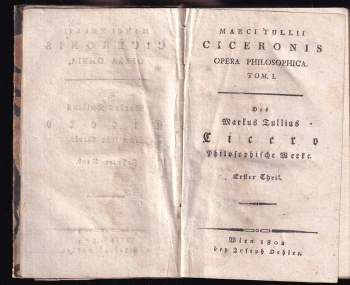 MARCI TULLII
CICERONIS
OPERA PHILOSOPHICA.
TOM. I.
Des
Markus Tullius
Cicero
Philosophische Werke.
Erster Theil.
Wien 1802
bey Joseph Oehler.